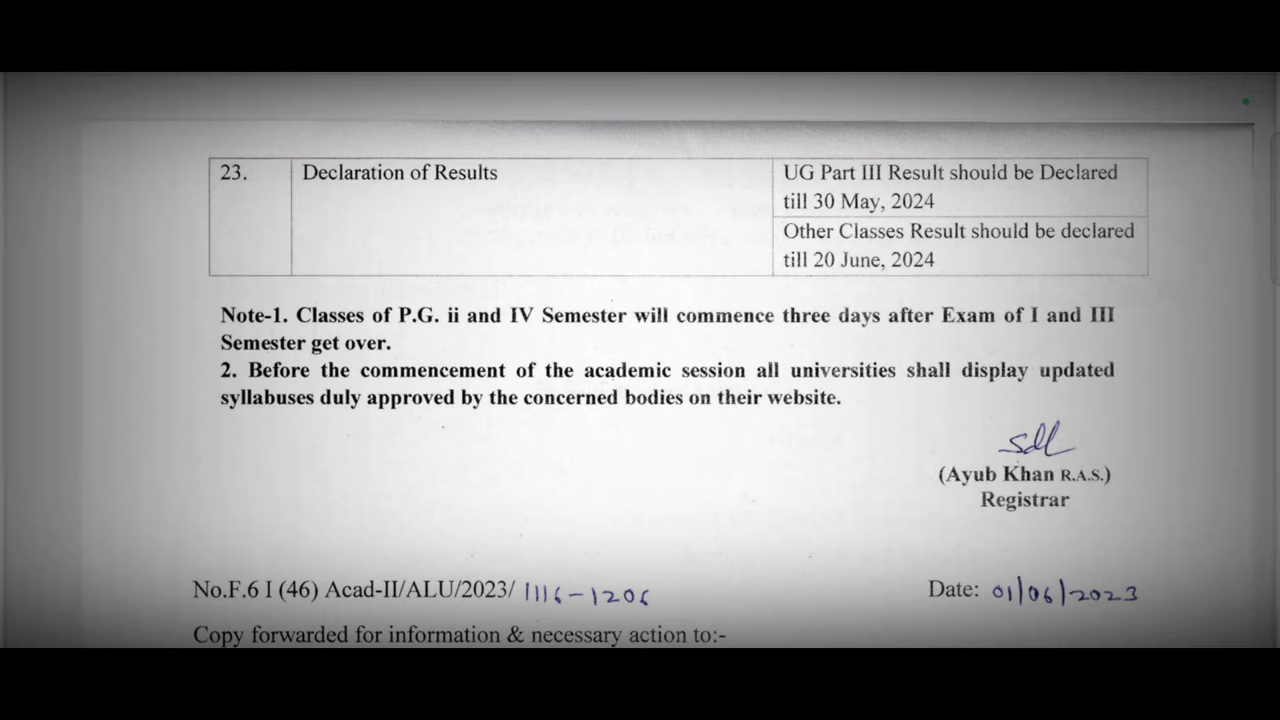 23. Declaration of Results UG Part III Result should be Declared
till 30 May, 2024
Other Classes Result should be declared
till 20 June, 2024
Note-1. Classes of P.G. ii and IV Semester will commence three days after Exam of I and III
Semester get over.
2. Before the commencement of the academic session all universities shall display updated
syllabuses duly approved by the concerned bodies on their website.
sdl
(Ayub Khan R.A.S.)
Registrar
No.F.6 I (46) Acad-II/ALU/2023/ 1116-1206 Date: 01/06/2023
Copy forwarded for information & necessary action to:-